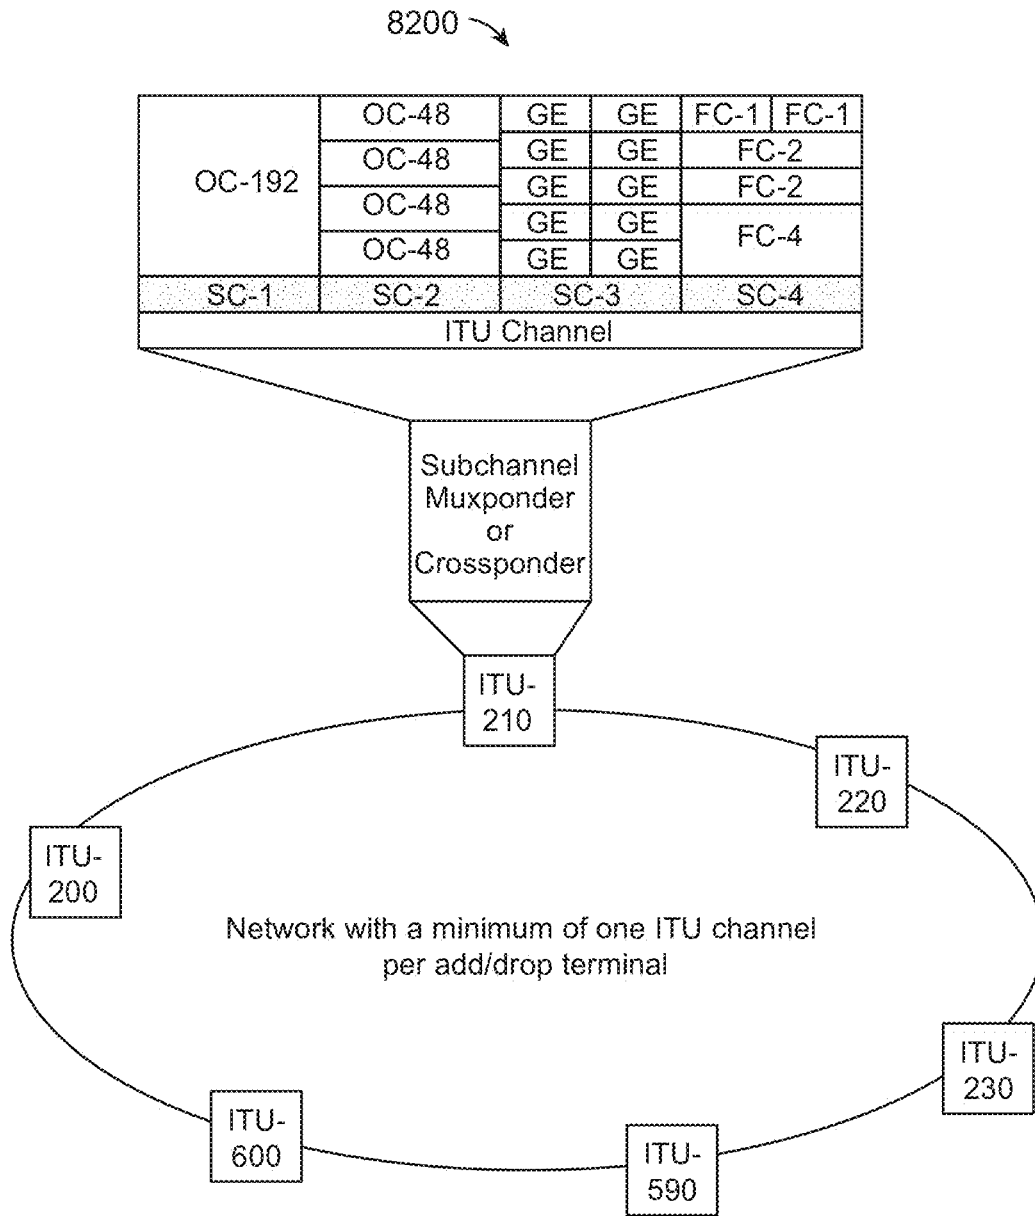 8200
OC-192
OC-48
OC-48
OC-48
OC-48
GE GE
GE GE
GE GE
GE GE
GE GE
FC-1 FC-1
FC-2
FC-2
FC-4
SC-1 SC-2 SC-3 SC-4
ITU Channel
Subchannel
Muxponder
or
Crossponder
ITU-
210
ITU-
220
ITU-
200
Network with a minimum of one ITU channel
per add/drop terminal
ITU-
230
ITU-
600
ITU-
590